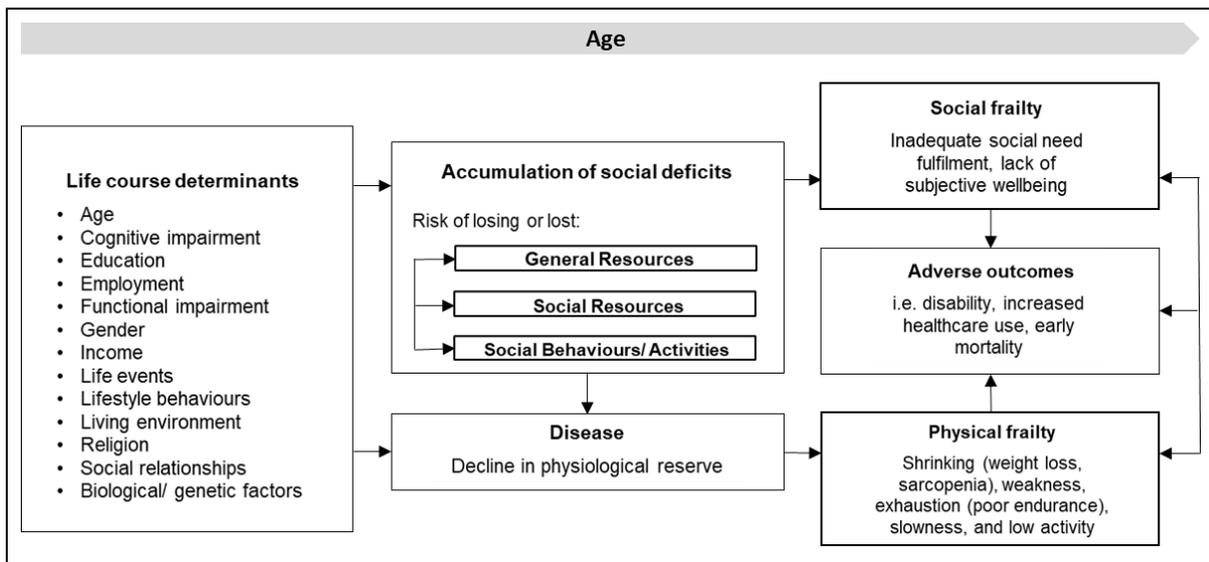 Age
Life course determinants
• Age
• Cognitive impairment
• Education
• Employment
• Functional impairment
• Gender
• Income
• Life events
• Lifestyle behaviours
• Living environment
• Religion
• Social relationships
• Biological/ genetic factors
Accumulation of social deficits
Risk of losing or lost:
General Resources
Social Resources
Social Behaviours/ Activities
Disease
Decline in physiological reserve
Social frailty
Inadequate social need
fulfilment, lack of
subjective wellbeing
Adverse outcomes
i.e. disability, increased
healthcare use, early
mortality
Physical frailty
Shrinking (weight loss,
sarcopenia), weakness,
exhaustion (poor endurance),
slowness, and low activity